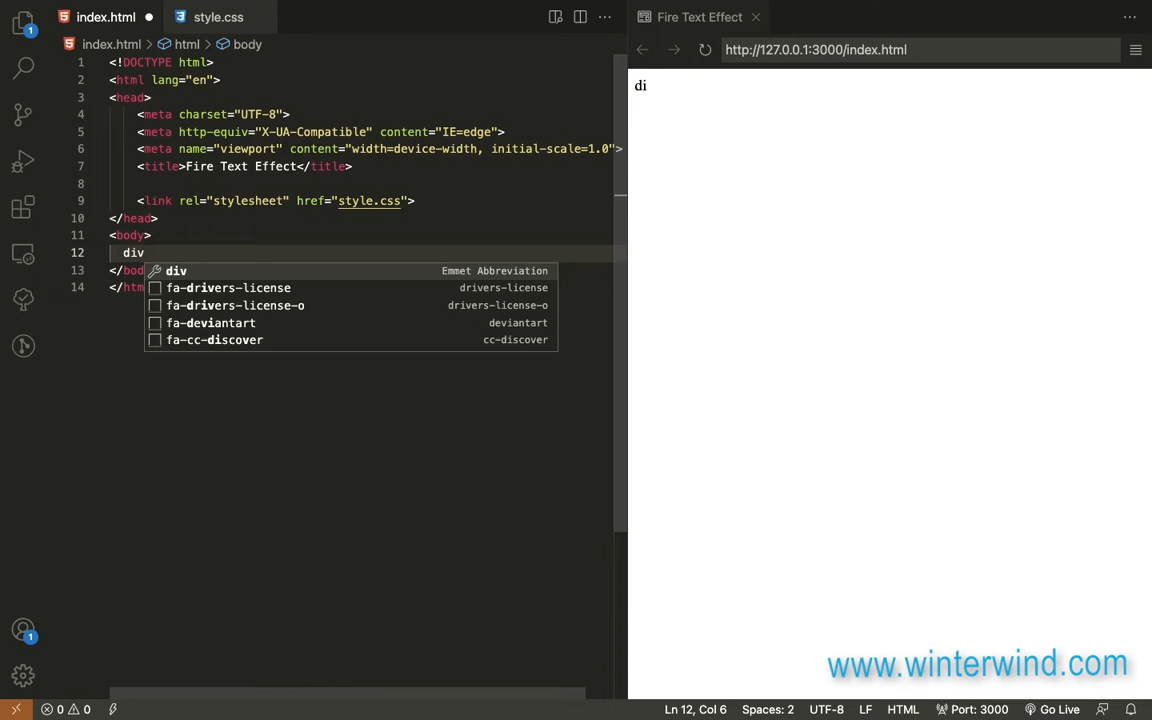 index.html
style.css
Fire Text Effect
index.html
html
body
http://127.0.0.1:3000/index.html
1 <!DOCTYPE html>
2 <html lang="en">
3 <head>
4 <meta charset="UTF-8">
5 <meta http-equiv="X-UA-Compatible" content="IE=edge">
6 <meta name="viewport" content="width=device-width, initial-scale=1.0">
7 <title>Fire Text Effect</title>
8
9 <link rel="stylesheet" href="style.css">
10 </head>
11 <body>
12 div
13 </bod
14 </htm
div Emmet Abbreviation
fa-drivers-license drivers-license
fa-drivers-license-o drivers-license-o
fa-deviantart deviantart
fa-cc-discover cc-discover
di
1
1
www.winterwind.com
0 0
Ln 12, Col 6
Spaces: 2
UTF-8
LF
HTML
Port: 3000
Go Live